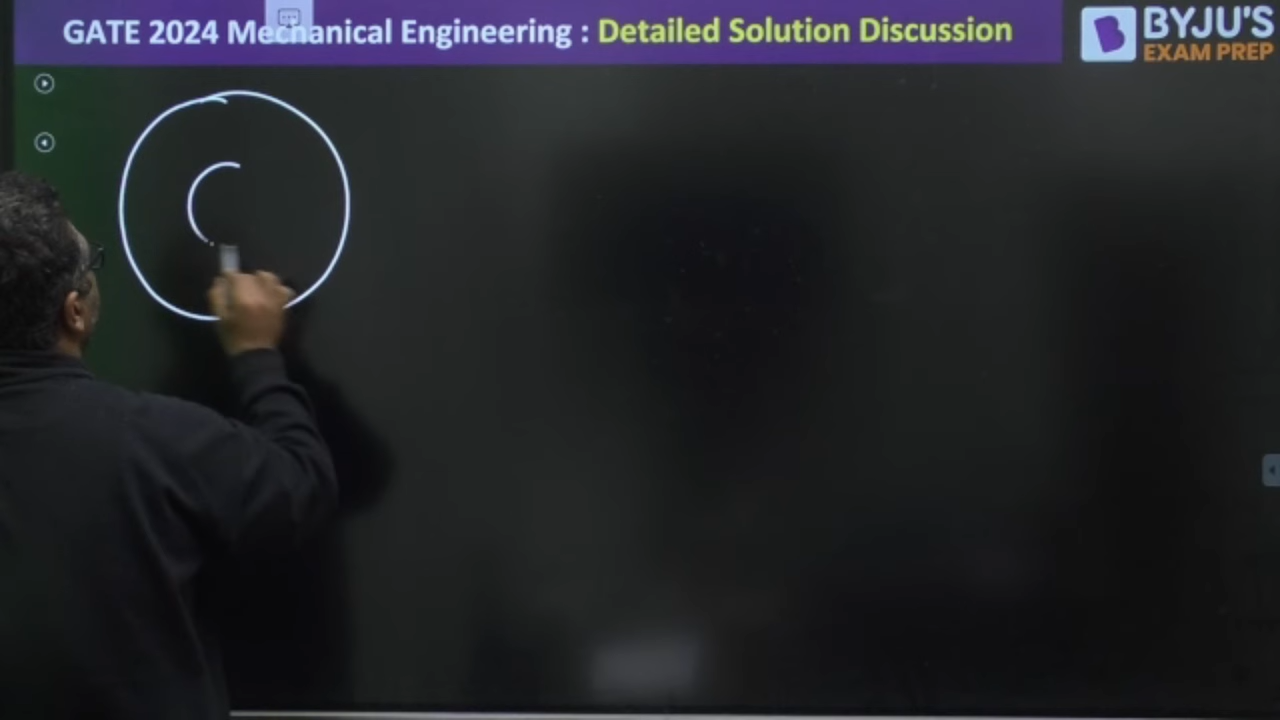 GATE 2024 Mechanical Engineering : Detailed Solution Discussion
BYJU'S
EXAM PREP